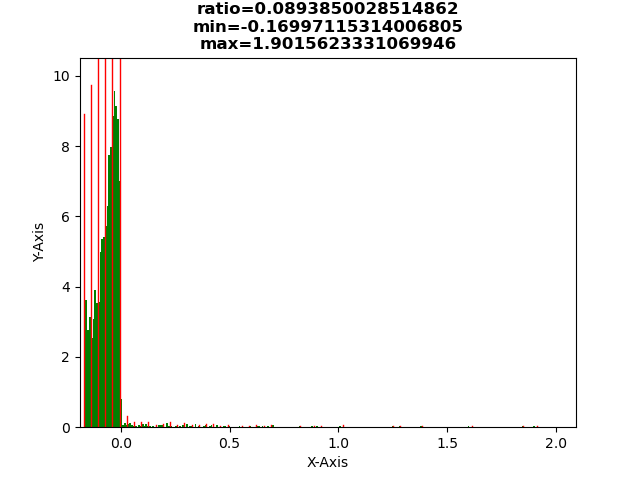 ratio=0.0893850028514862
min=-0.16997115314006805
max=1.9015623331069946
10
8
6
4
2
0
Y-Axis
0.0 0.5 1.0 1.5 2.0
X-Axis